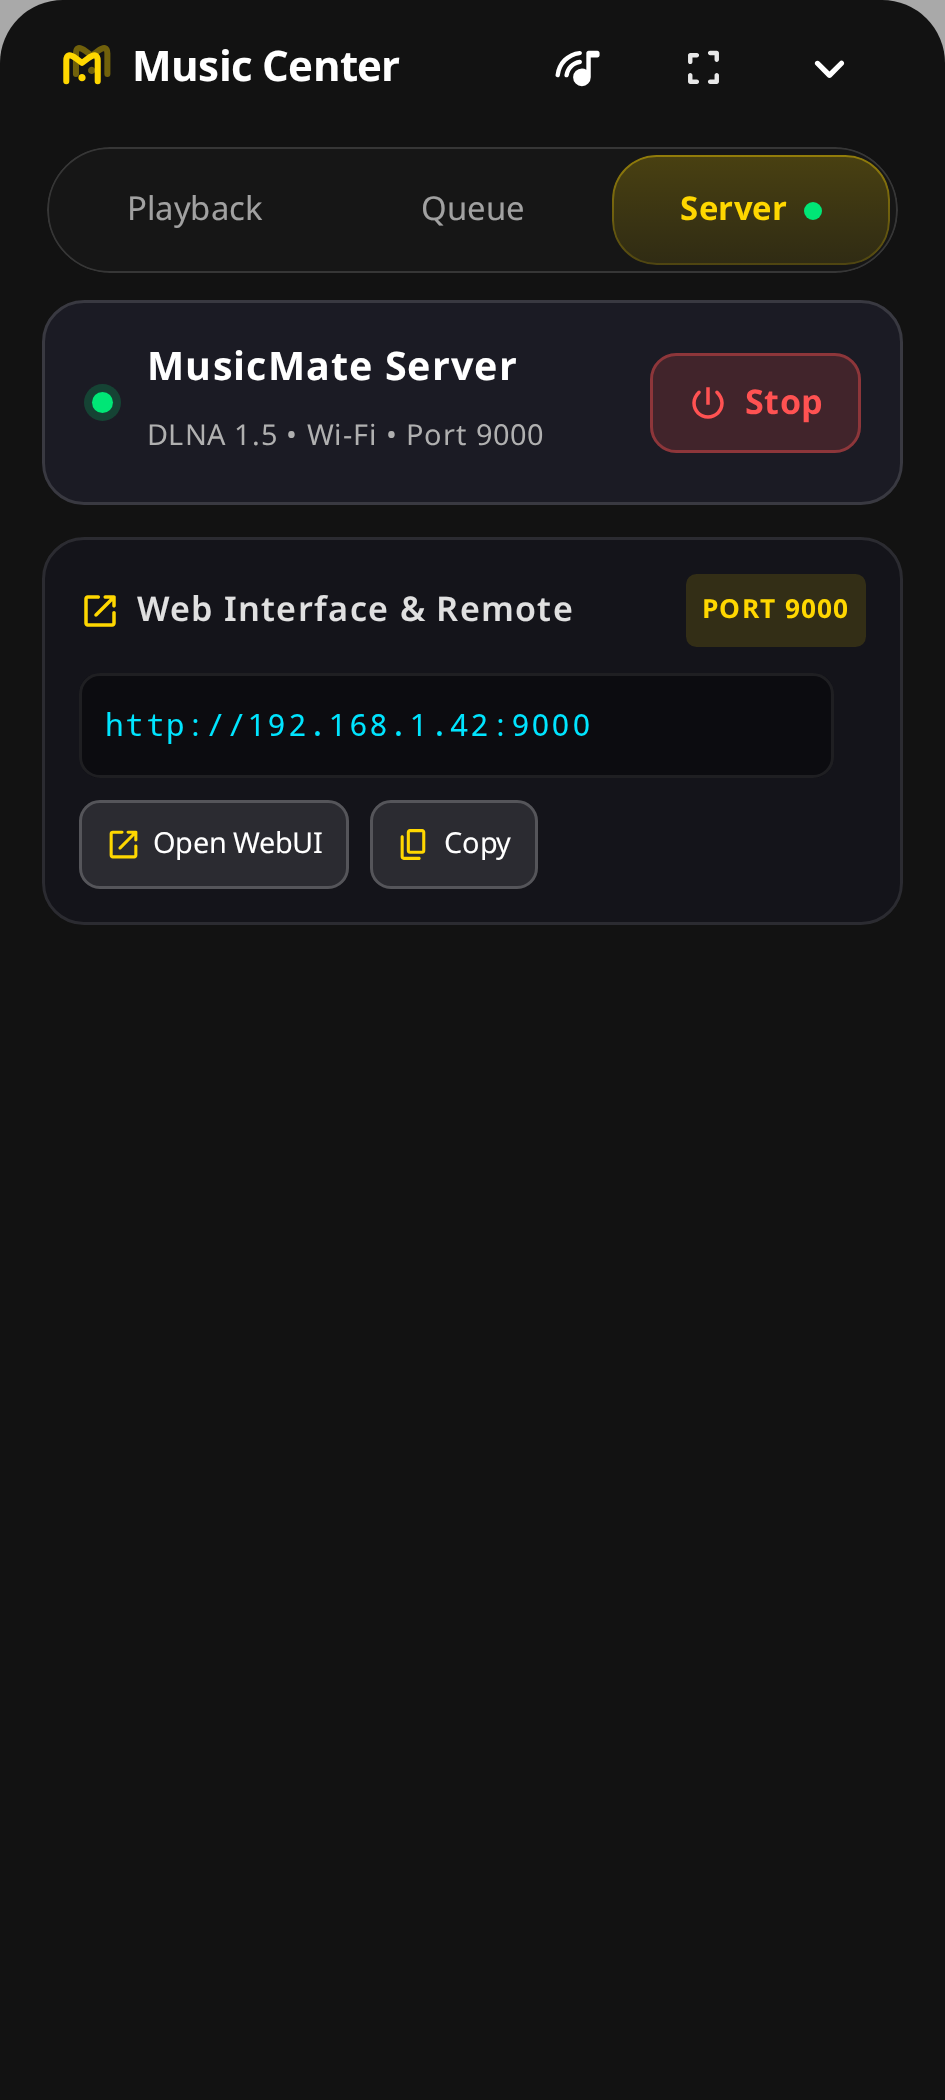 Music Center
Playback
Queue
Server
MusicMate Server
DLNA 1.5 • Wi-Fi • Port 9000
Stop
Web Interface & Remote
PORT 9000
http://192.168.1.42:9000
Open WebUI
Copy